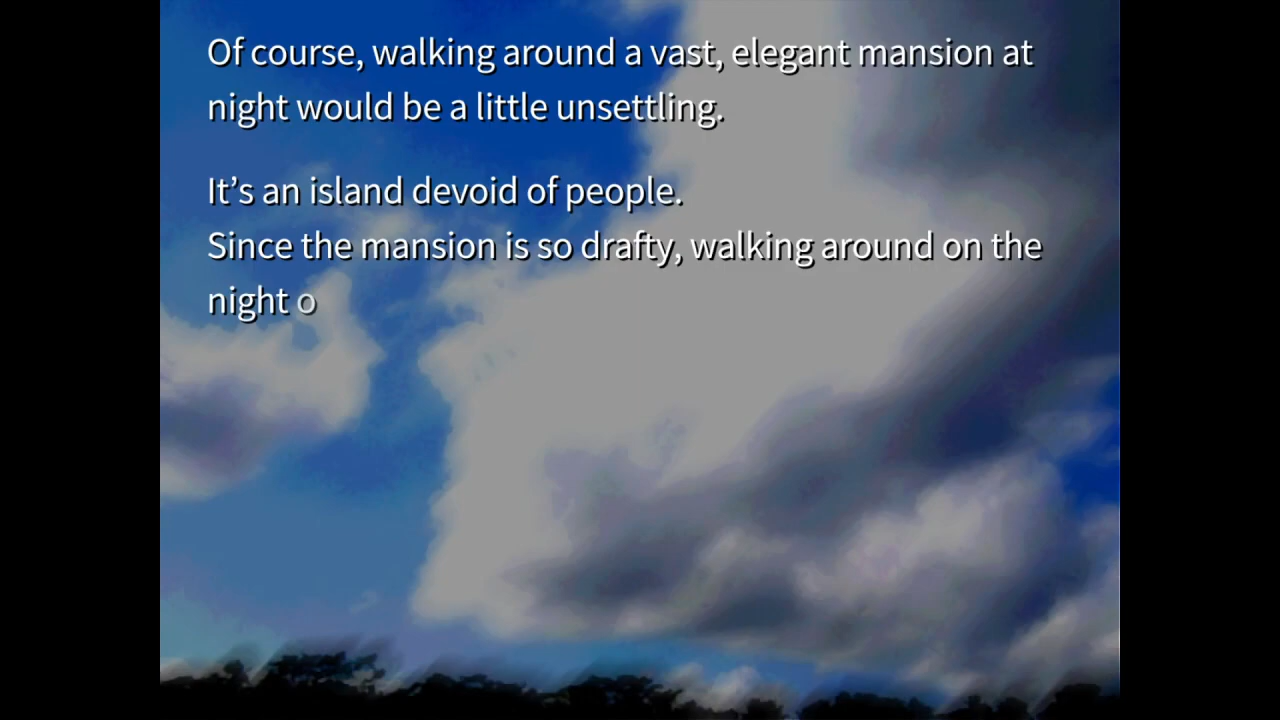 Of course, walking around a vast, elegant mansion at
night would be a little unsettling.
It’s an island devoid of people.
Since the mansion is so drafty, walking around on the
night o